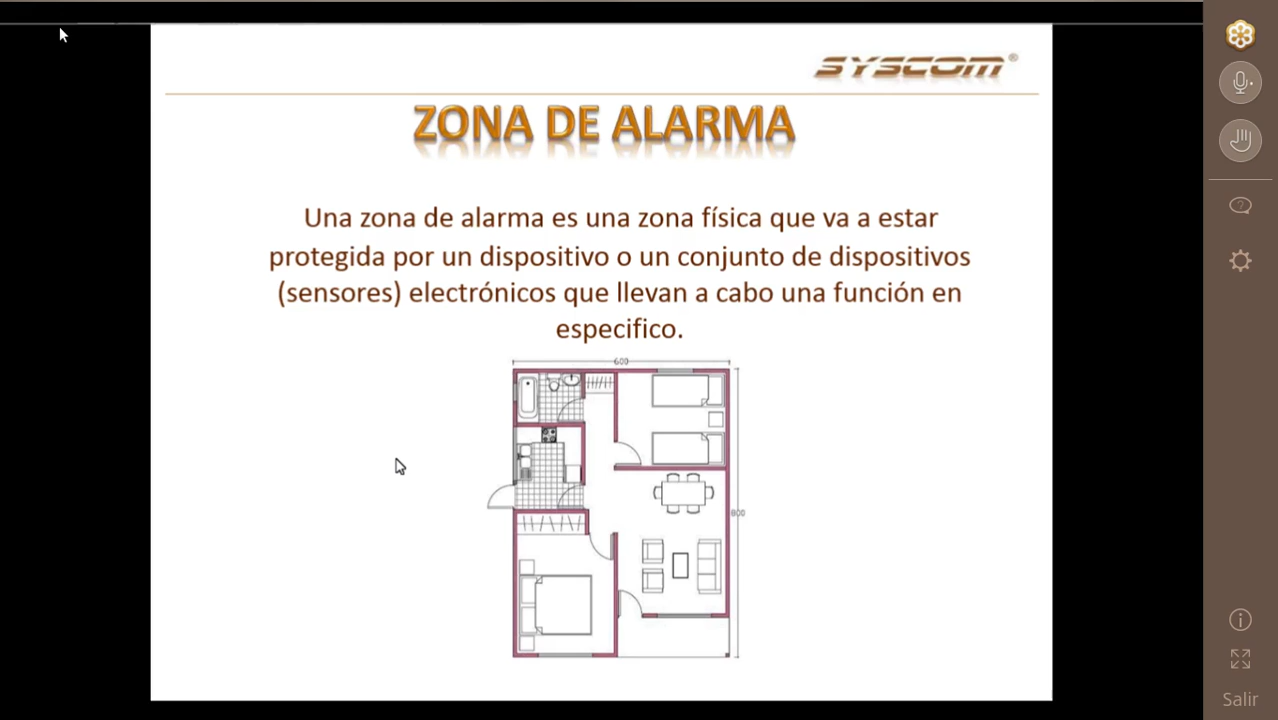 SYSCOM®
ZONA DE ALARMA
Una zona de alarma es una zona física que va a estar
protegida por un dispositivo o un conjunto de dispositivos
(sensores) electrónicos que llevan a cabo una función en
especifico.
600
800
Salir